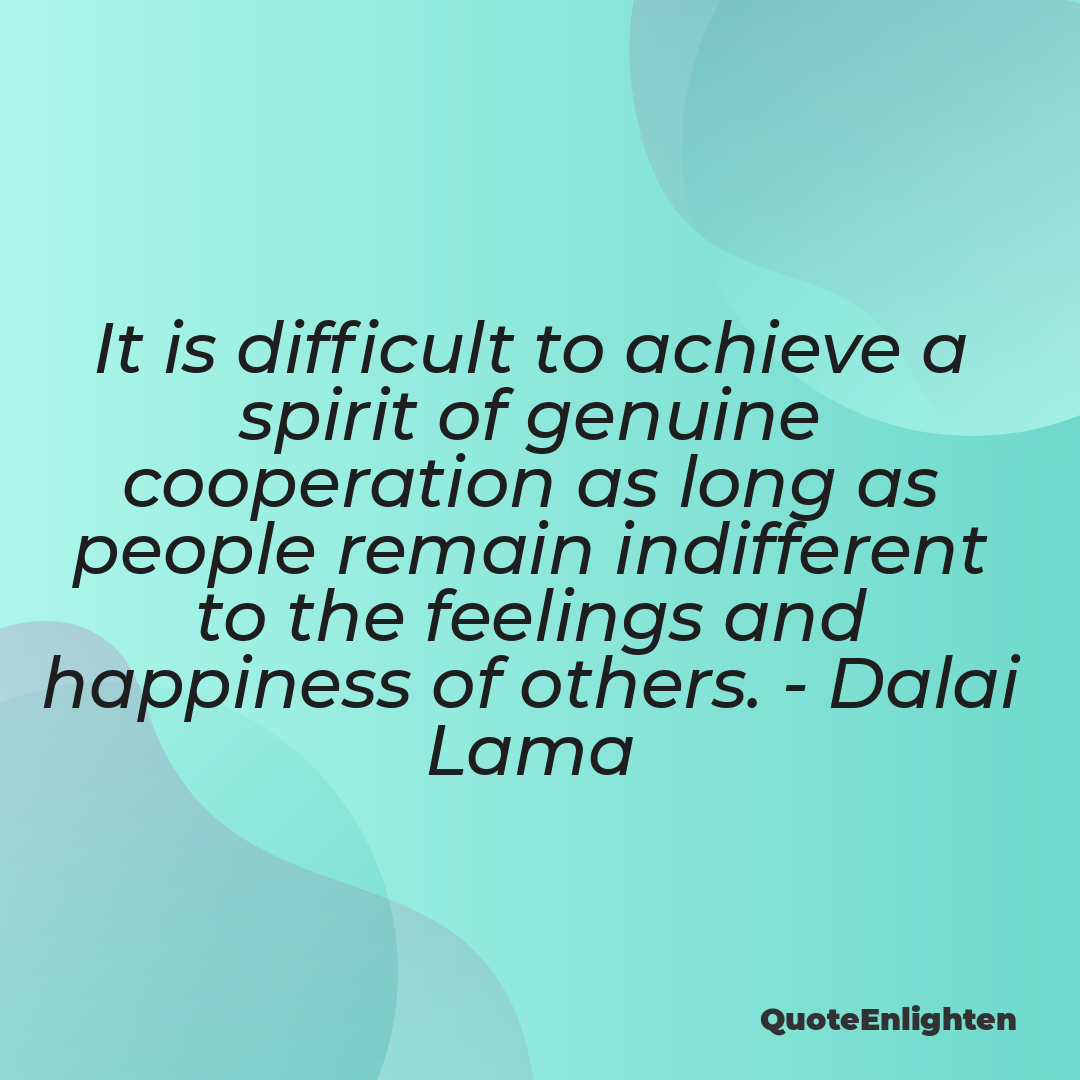 It is difficult to achieve a
spirit of genuine
cooperation as long as
people remain indifferent
to the feelings and
happiness of others. - Dalai
Lama
QuoteEnlighten